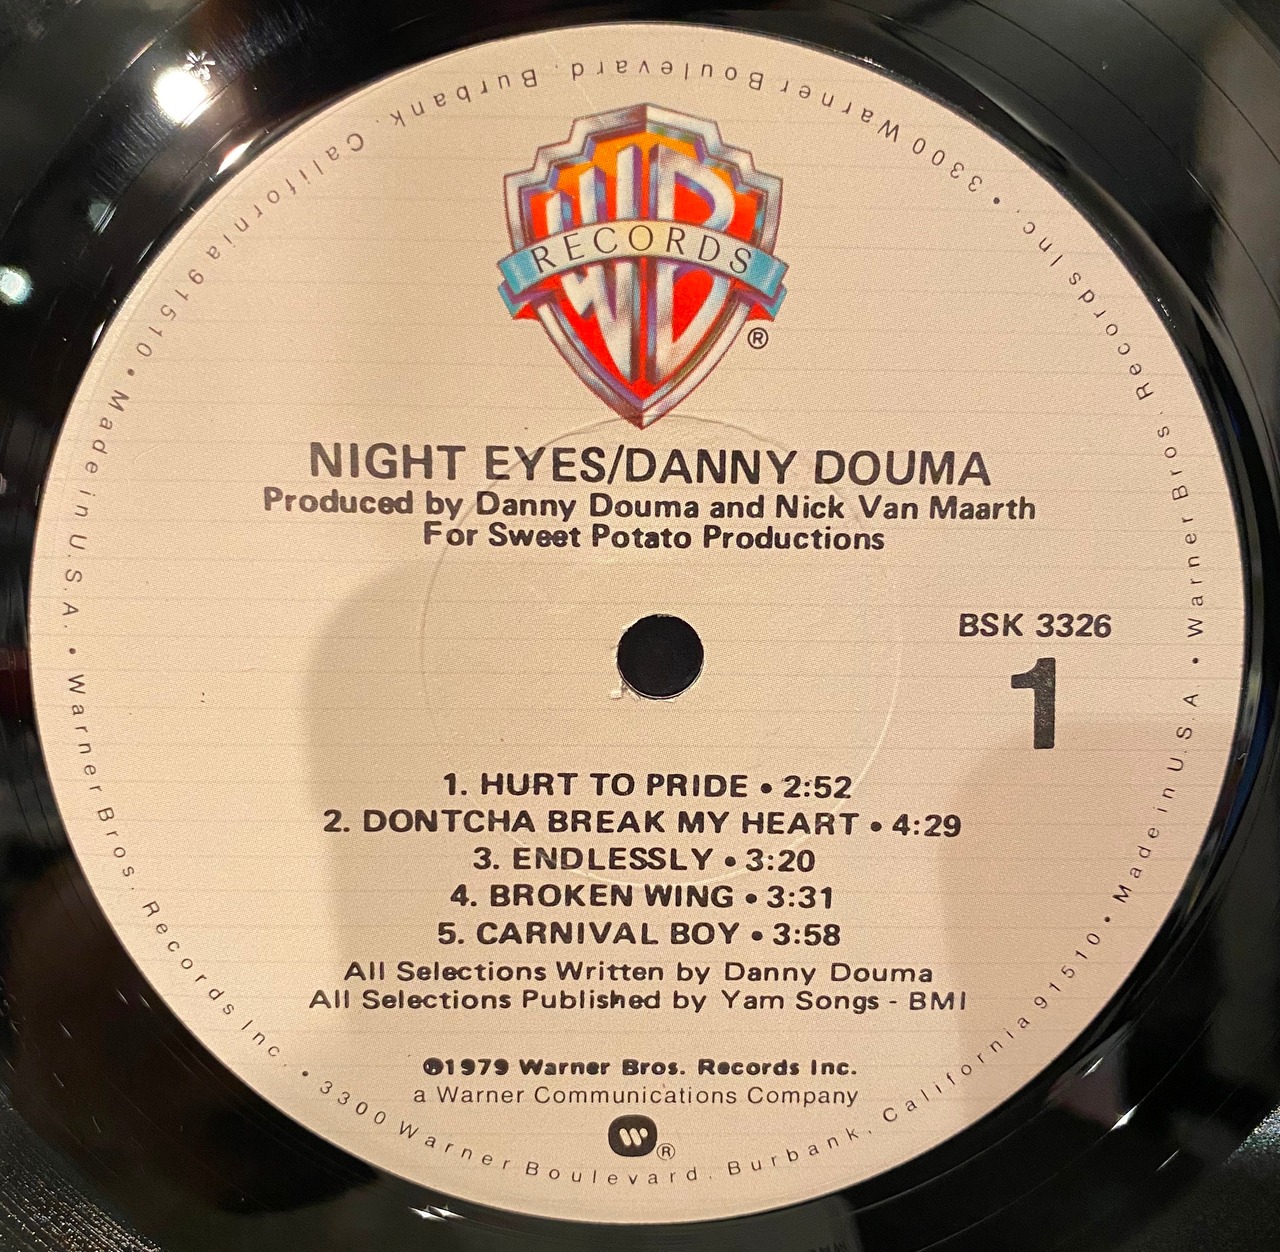 WB
RECORDS
®
NIGHT EYES/DANNY DOUMA
Produced by Danny Douma and Nick Van Maarth
For Sweet Potato Productions
BSK 3326
1
1. HURT TO PRIDE • 2:52
2. DONTCHA BREAK MY HEART • 4:29
3. ENDLESSLY • 3:20
4. BROKEN WING • 3:31
5. CARNIVAL BOY • 3:58
All Selections Written by Danny Douma
All Selections Published by Yam Songs - BMI
℗1979 Warner Bros. Records Inc.
a Warner Communications Company
W ®
Warner Bros. Records Inc. • 3300 Warner Boulevard. Burbank. California 91510 • Made in U.S.A. • Warner Bros. Records Inc. • 3300 Warner Boulevard. Burbank. California 91510 • Made in U.S.A. •